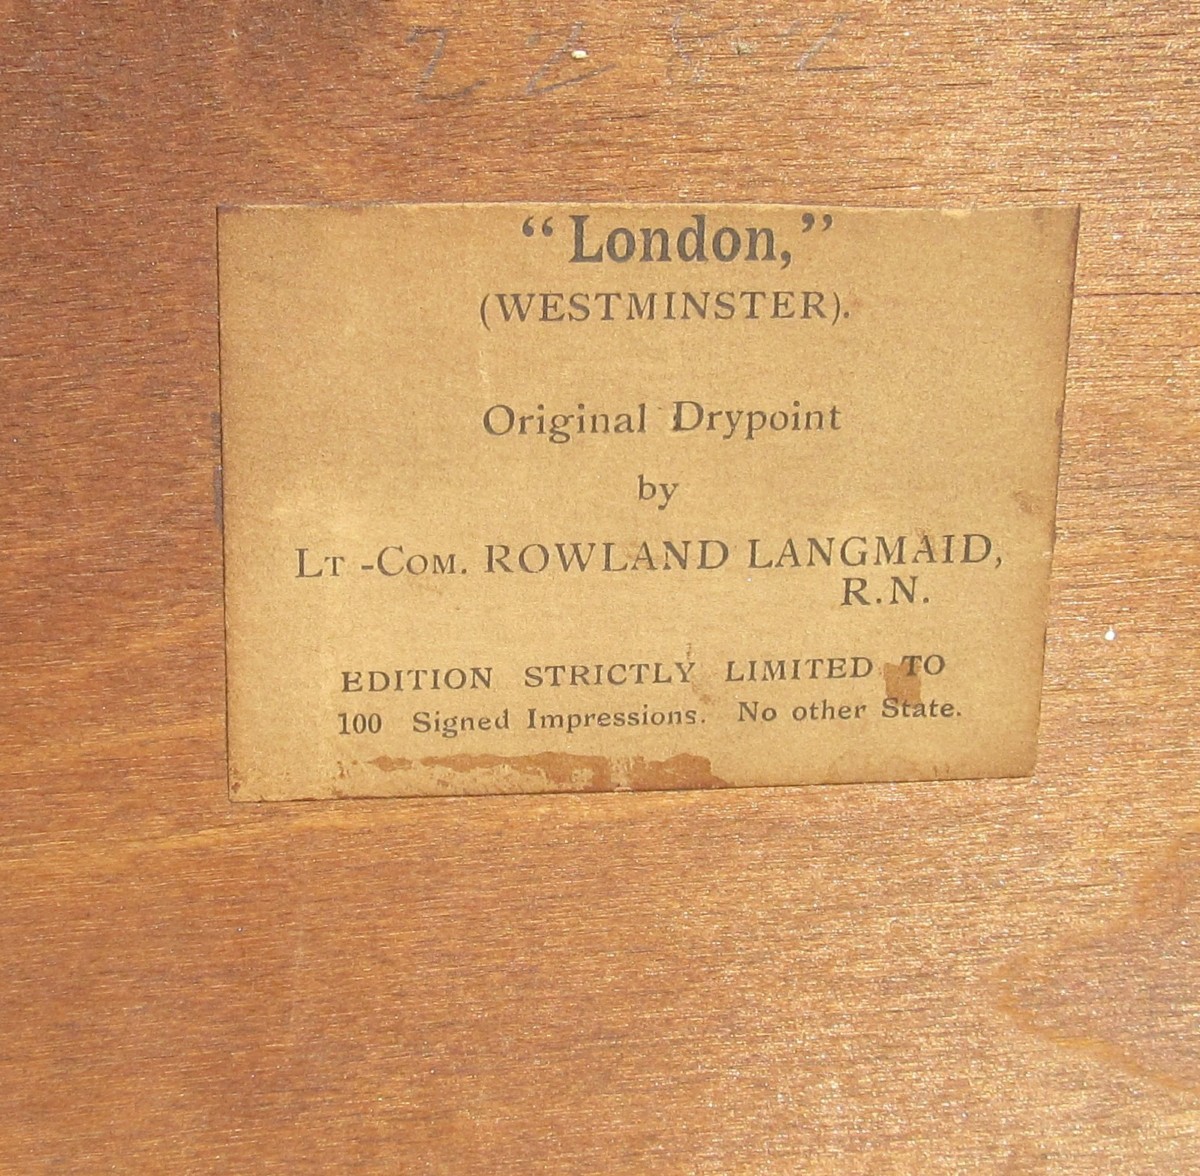 “London,”
(WESTMINSTER).
Original Drypoint
by
LT -COM. ROWLAND LANGMAID,
R.N.
EDITION STRICTLY LIMITED TO
100 Signed Impressions. No other State.